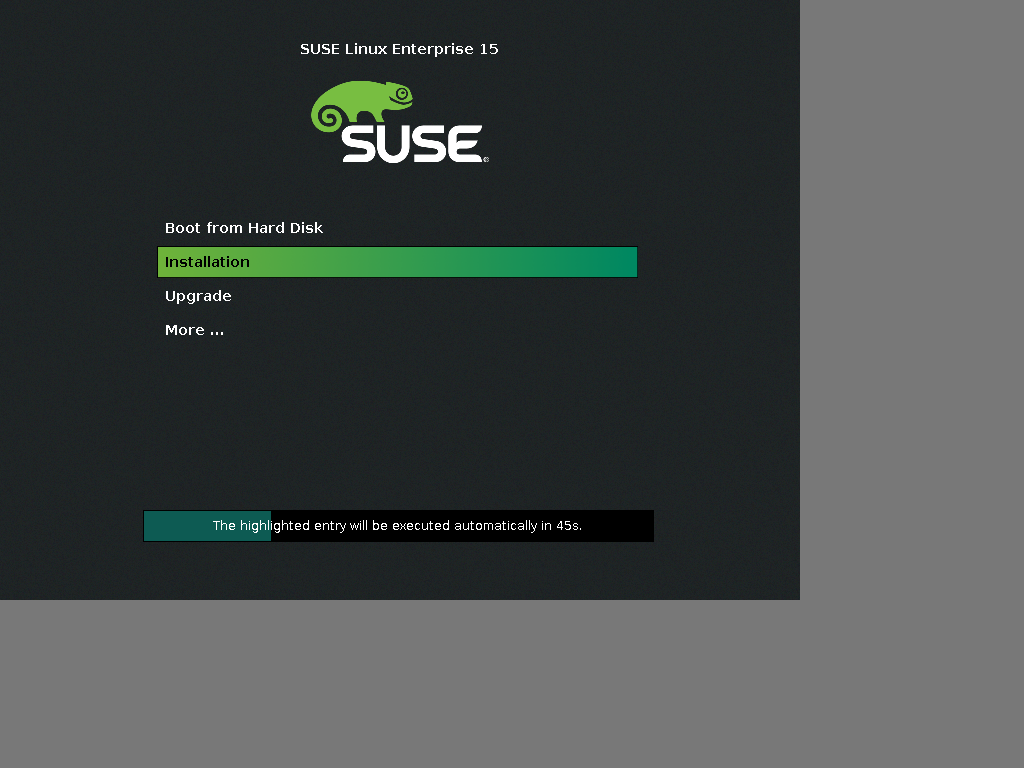 SUSE Linux Enterprise 15
SUSE®
Boot from Hard Disk
Installation
Upgrade
More ...
The highlighted entry will be executed automatically in 45s.